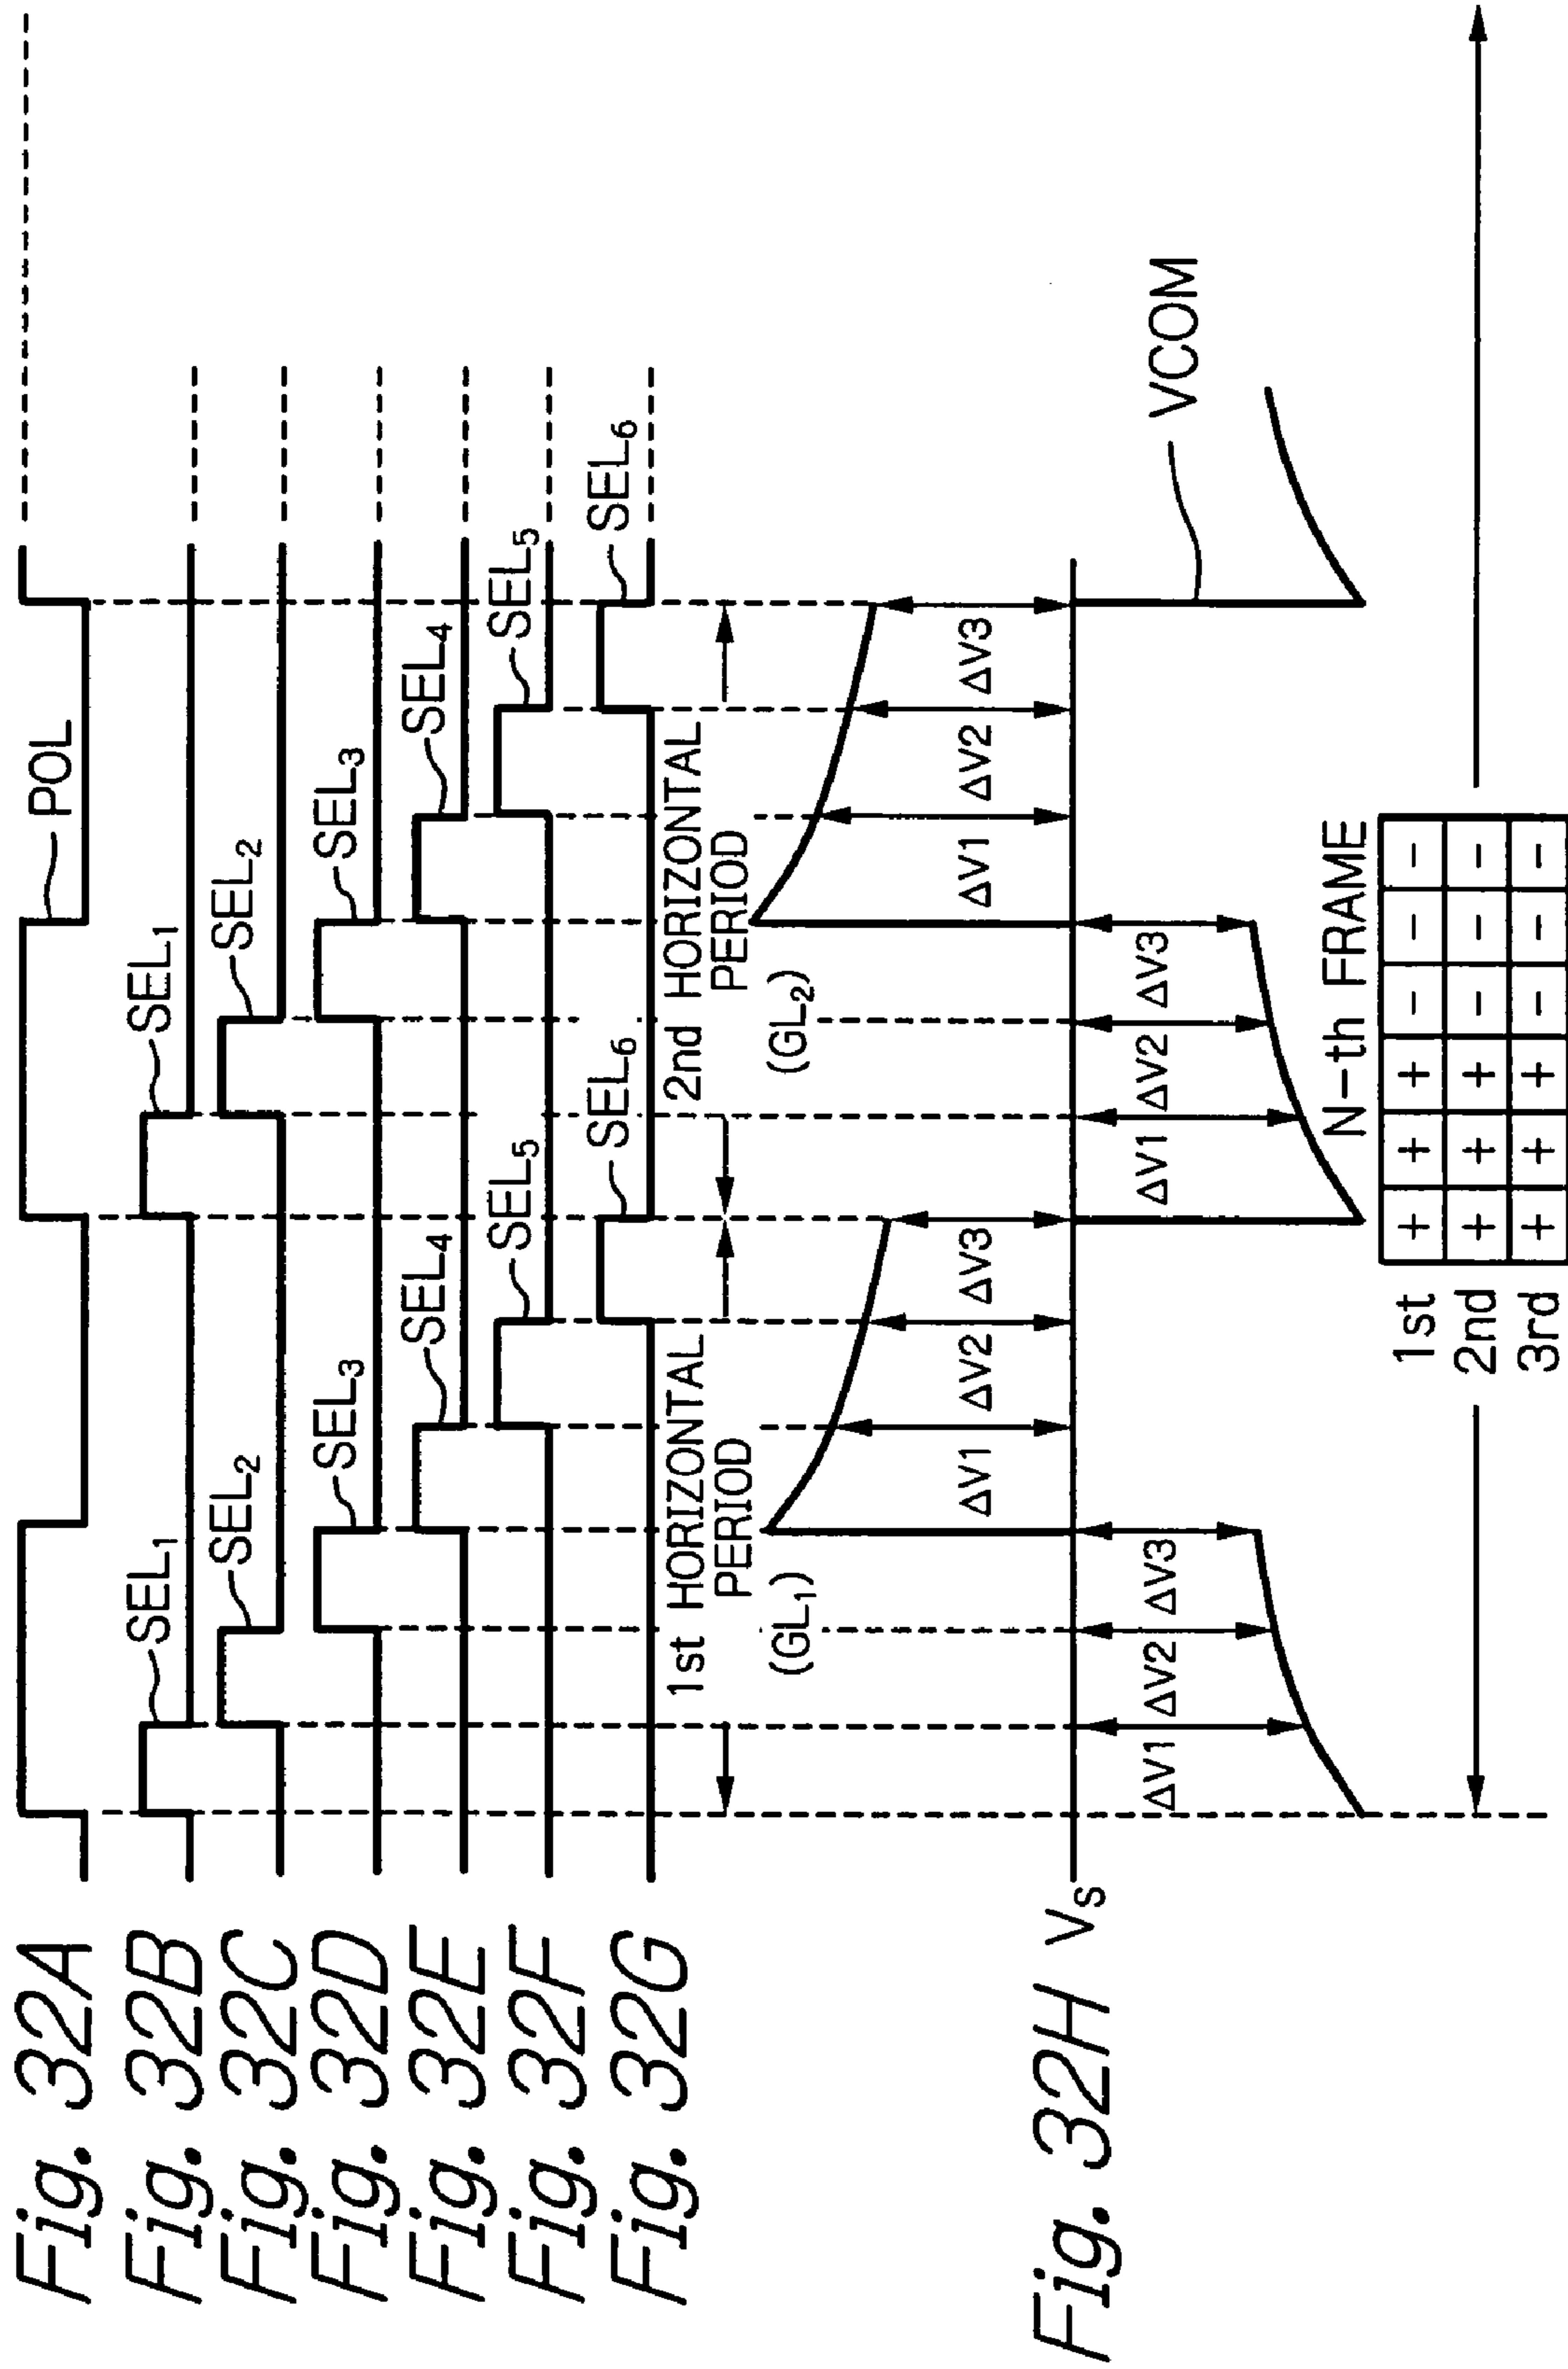 Fig. 32A
POL
Fig. 32B
SEL₁
SEL₁
Fig. 32C
SEL₂
SEL₂
Fig. 32D
SEL₃
SEL₃
Fig. 32E
SEL₄
SEL₄
Fig. 32F
SEL₅
SEL₅
Fig. 32G
SEL₆
SEL₆
1st HORIZONTAL
PERIOD
(GL₁)
2nd HORIZONTAL
PERIOD
(GL₂)
ΔV1 ΔV2 ΔV3
ΔV1 ΔV2 ΔV3
Fig. 32H Vₛ
ΔV1 ΔV2 ΔV3
ΔV1 ΔV2 ΔV3
VCOM
N-th FRAME
1st + + + - - -
2nd + + + - - -
3rd + + + - - -